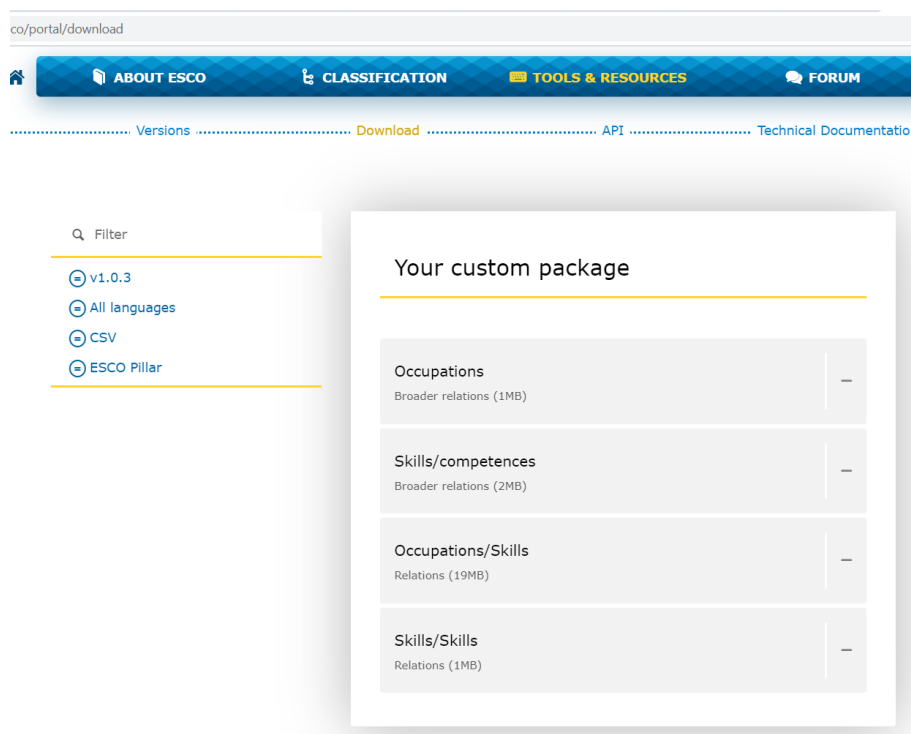 co/portal/download
ABOUT ESCO
CLASSIFICATION
TOOLS & RESOURCES
FORUM
Versions
Download
API
Technical Documentatio
Filter
v1.0.3
All languages
CSV
ESCO Pillar
Your custom package
Occupations
Broader relations (1MB)
Skills/competences
Broader relations (2MB)
Occupations/Skills
Relations (19MB)
Skills/Skills
Relations (1MB)